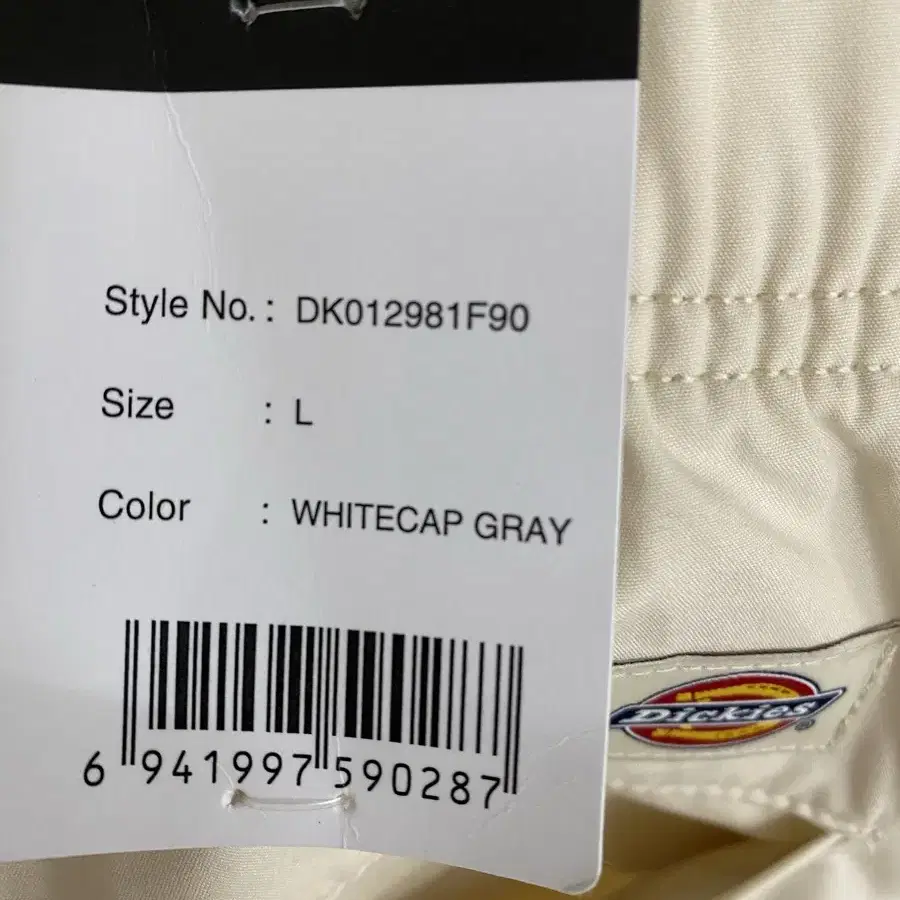 Style No. : DK012981F90
Size : L
Color : WHITECAP GRAY
6 941997 590287
Dickies ®